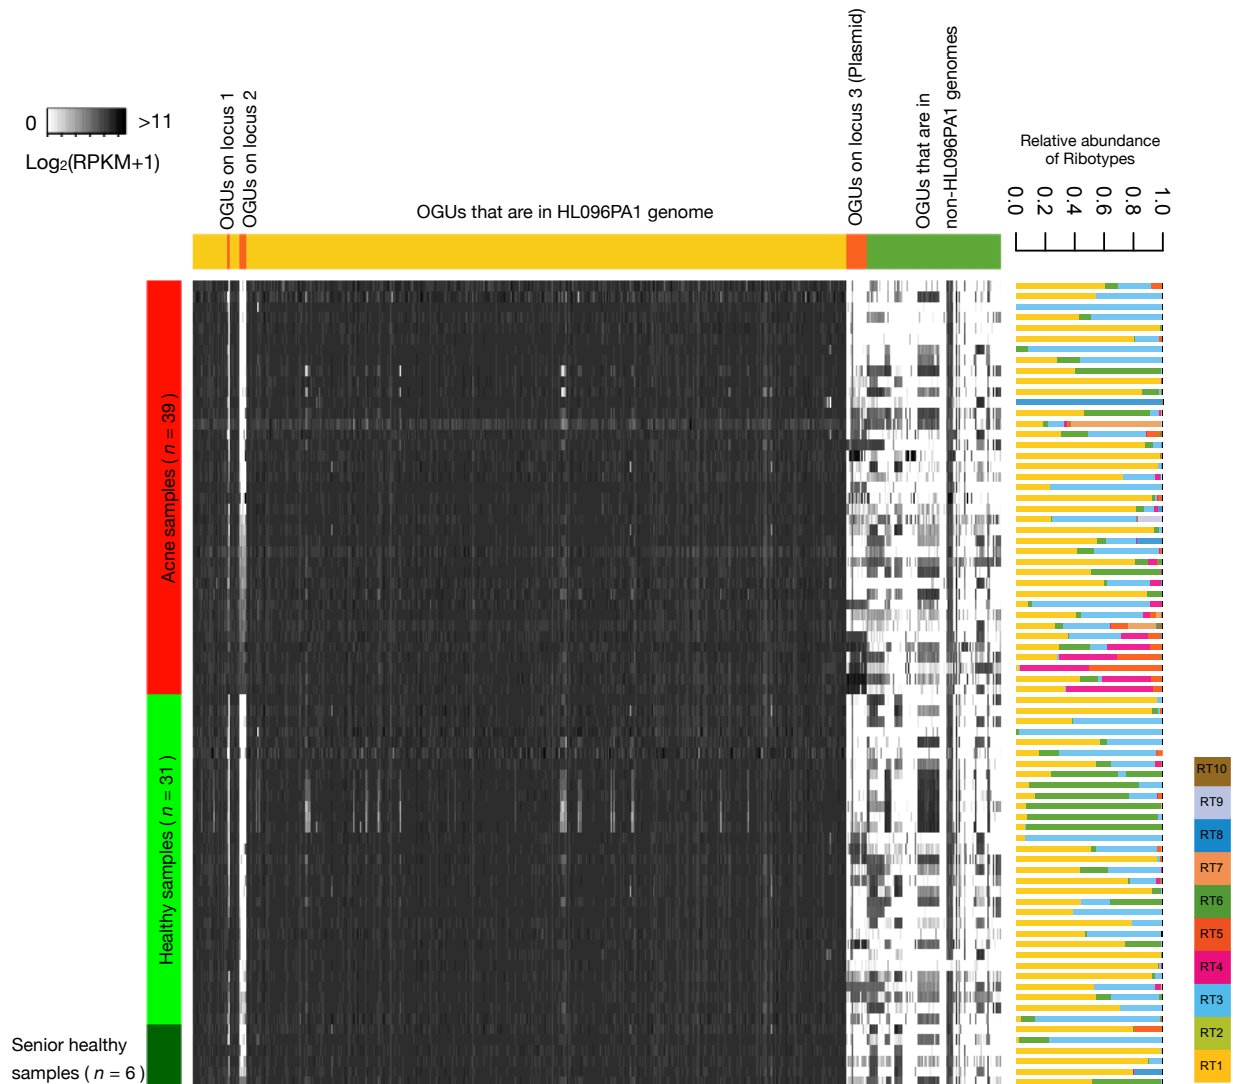 OGUs on locus 1
OGUs on locus 2
OGUs on locus 3 (Plasmid)
OGUs that are in
non-HL096PA1 genomes
0 >11
Log₂(RPKM+1)
OGUs that are in HL096PA1 genome
Relative abundance
of Ribotypes
0.0
0.2
0.4
0.6
0.8
1.0
Acne samples ( n = 39 )
Healthy samples ( n = 31 )
Senior healthy
samples ( n = 6 )
RT10
RT9
RT8
RT7
RT6
RT5
RT4
RT3
RT2
RT1